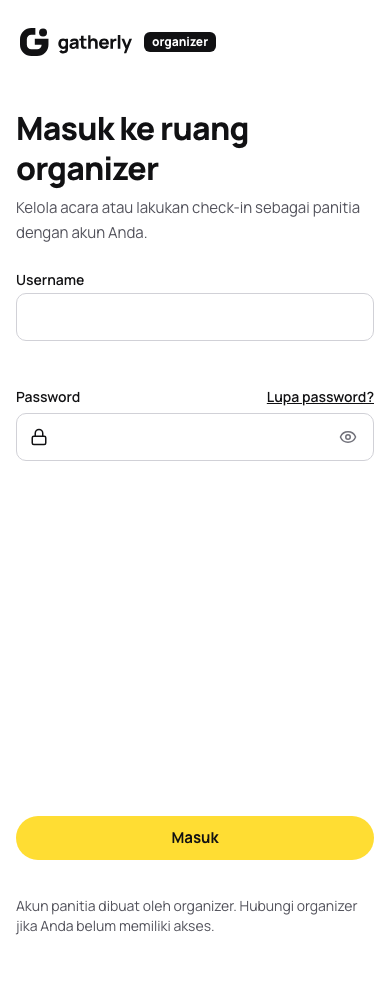 gatherly organizer
Masuk ke ruang
organizer
Kelola acara atau lakukan check-in sebagai panitia
dengan akun Anda.
Username
Password Lupa password?
Masuk
Akun panitia dibuat oleh organizer. Hubungi organizer
jika Anda belum memiliki akses.